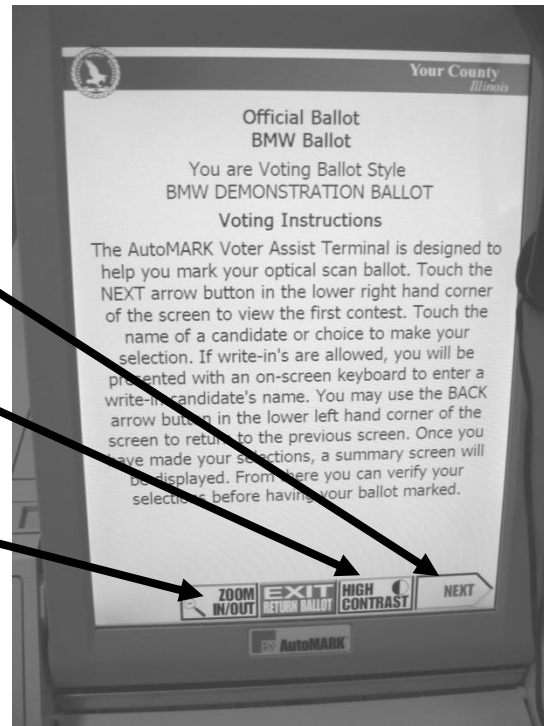 Your County
Illinois
Official Ballot
BMW Ballot
You are Voting Ballot Style
BMW DEMONSTRATION BALLOT
Voting Instructions
The AutoMARK Voter Assist Terminal is designed to
help you mark your optical scan ballot. Touch the
NEXT arrow button in the lower right hand corner
of the screen to view the first contest. Touch the
name of a candidate or choice to make your
selection. If write-in's are allowed, you will be
presented with an on-screen keyboard to enter a
write-in candidate's name. You may use the BACK
arrow button in the lower left hand corner of the
screen to return to the previous screen. Once you
have made your selections, a summary screen will
be displayed. From there you can verify your
selections before having your ballot marked.
ZOOM
IN/OUT
EXIT
RETURN BALLOT
HIGH
CONTRAST
NEXT
AutoMARK